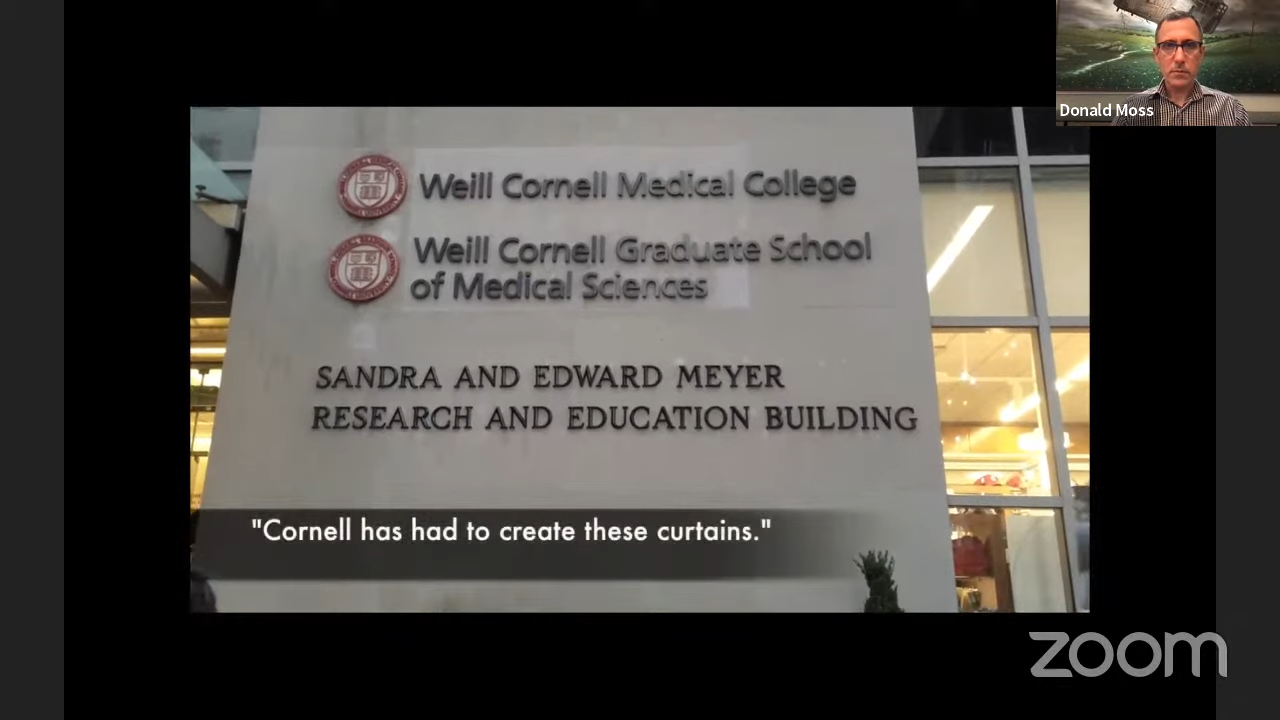 Donald Moss
Weill Cornell Medical College
Weill Cornell Graduate School
of Medical Sciences
SANDRA AND EDWARD MEYER
RESEARCH AND EDUCATION BUILDING
"Cornell has had to create these curtains."
zoom